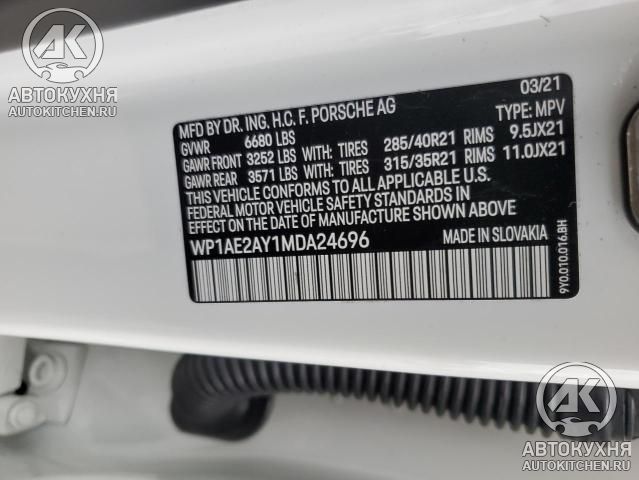 AK
АВТОКУХНЯ
AUTOKITCHEN.RU
03/21
MFD BY DR. ING. H.C. F. PORSCHE AG
GVWR 6680 LBS TYPE: MPV
GAWR FRONT 3252 LBS WITH: TIRES 285/40R21 RIMS 9.5JX21
GAWR REAR 3571 LBS WITH: TIRES 315/35R21 RIMS 11.0JX21
THIS VEHICLE CONFORMS TO ALL APPLICABLE U.S.
FEDERAL MOTOR VEHICLE SAFETY STANDARDS IN
EFFECT ON THE DATE OF MANUFACTURE SHOWN ABOVE
WP1AE2AY1MDA24696 MADE IN SLOVAKIA
9Y0.010.016.BH
AK
АВТОКУХНЯ
AUTOKITCHEN.RU